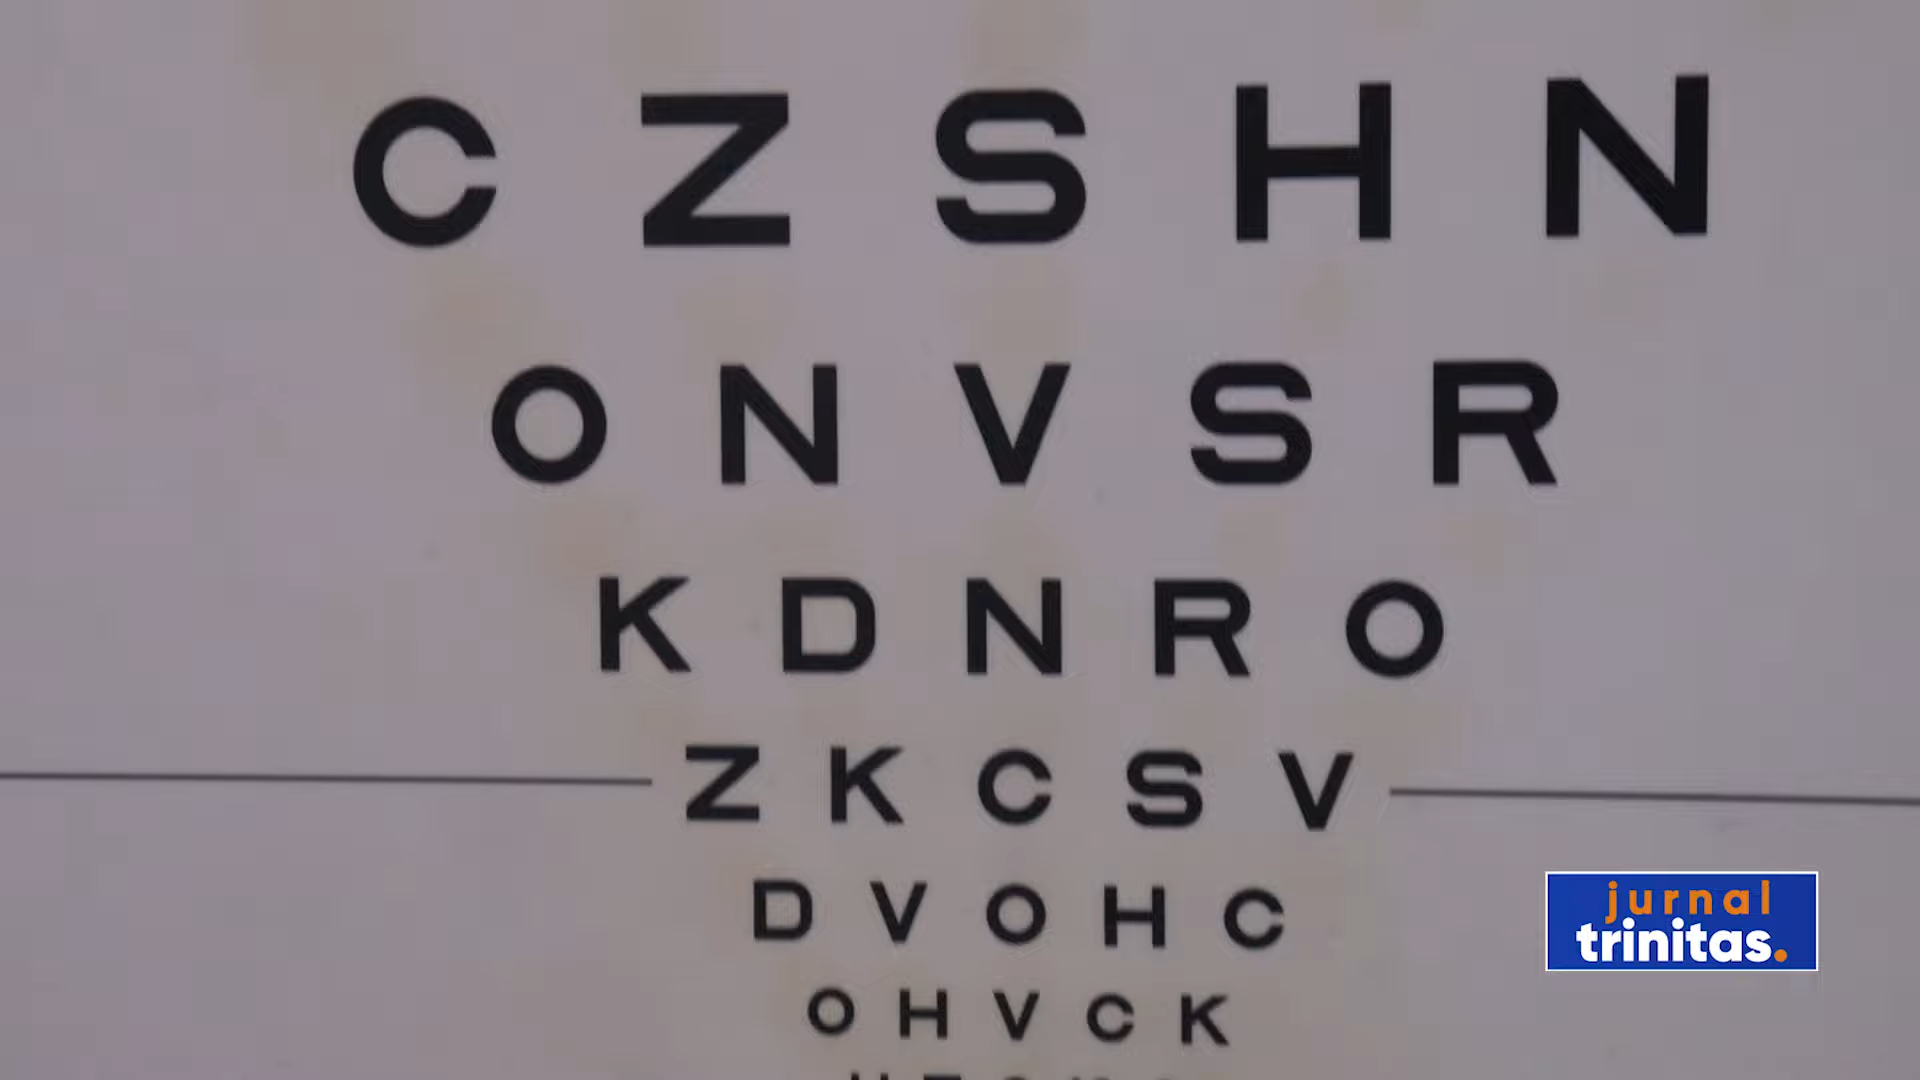 C Z S H N
O N V S R
K D N R O
Z K C S V
D V O H C
O H V C K
jurnal
trinitas.